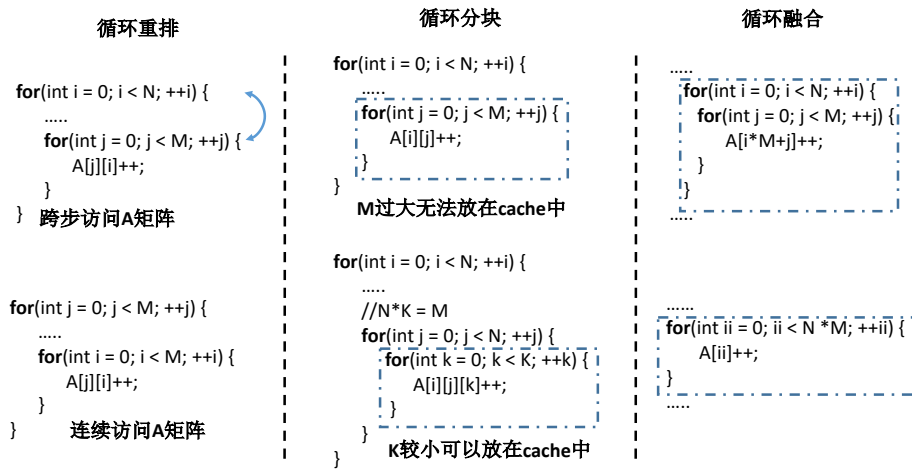 循环重排
for(int i = 0; i < N; ++i) {
.....
for(int j = 0; j < M; ++j) {
A[j][i]++;
}
}
跨步访问A矩阵
for(int j = 0; j < M; ++j) {
.....
for(int i = 0; i < M; ++i) {
A[j][i]++;
}
}
连续访问A矩阵
循环分块
for(int i = 0; i < N; ++i) {
.....
for(int j = 0; j < M; ++j) {
A[i][j]++;
}
}
M过大无法放在cache中
for(int i = 0; i < N; ++i) {
.....
//N*K = M
for(int j = 0; j < N; ++j) {
for(int k = 0; k < K; ++k) {
A[i][j][k]++;
}
}
}
K较小可以放在cache中
循环融合
.....
for(int i = 0; i < N; ++i) {
for(int j = 0; j < M; ++j) {
A[i*M+j]++;
}
}
.....
......
for(int ii = 0; ii < N *M; ++ii) {
A[ii]++;
}
.....